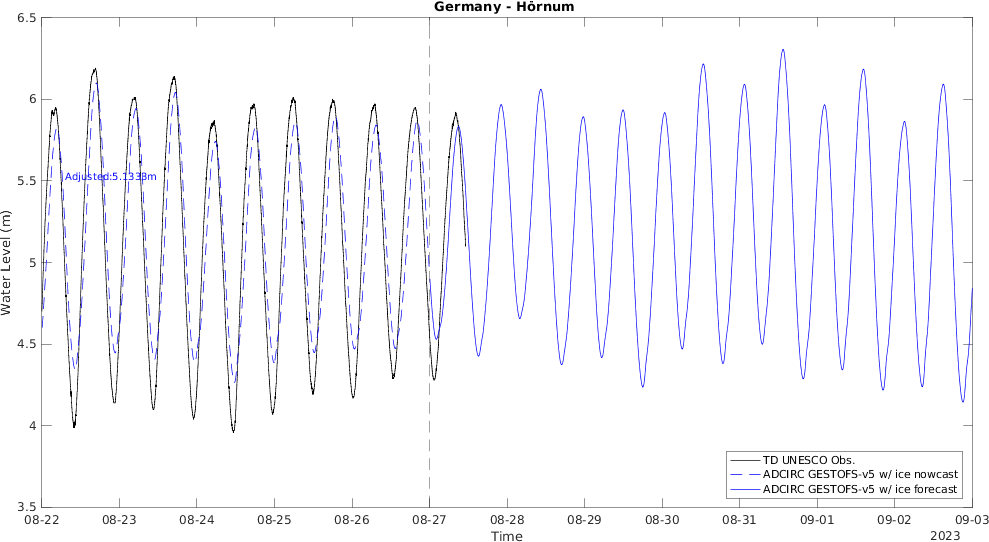 Germany - Hörnum
6.5
6
5.5
5
4.5
4
3.5
Water Level (m)
Adjusted:5.1333m
TD UNESCO Obs.
ADCIRC GESTOFS-v5 w/ ice nowcast
ADCIRC GESTOFS-v5 w/ ice forecast
08-22 08-23 08-24 08-25 08-26 08-27 08-28 08-29 08-30 08-31 09-01 09-02 09-03
Time
2023